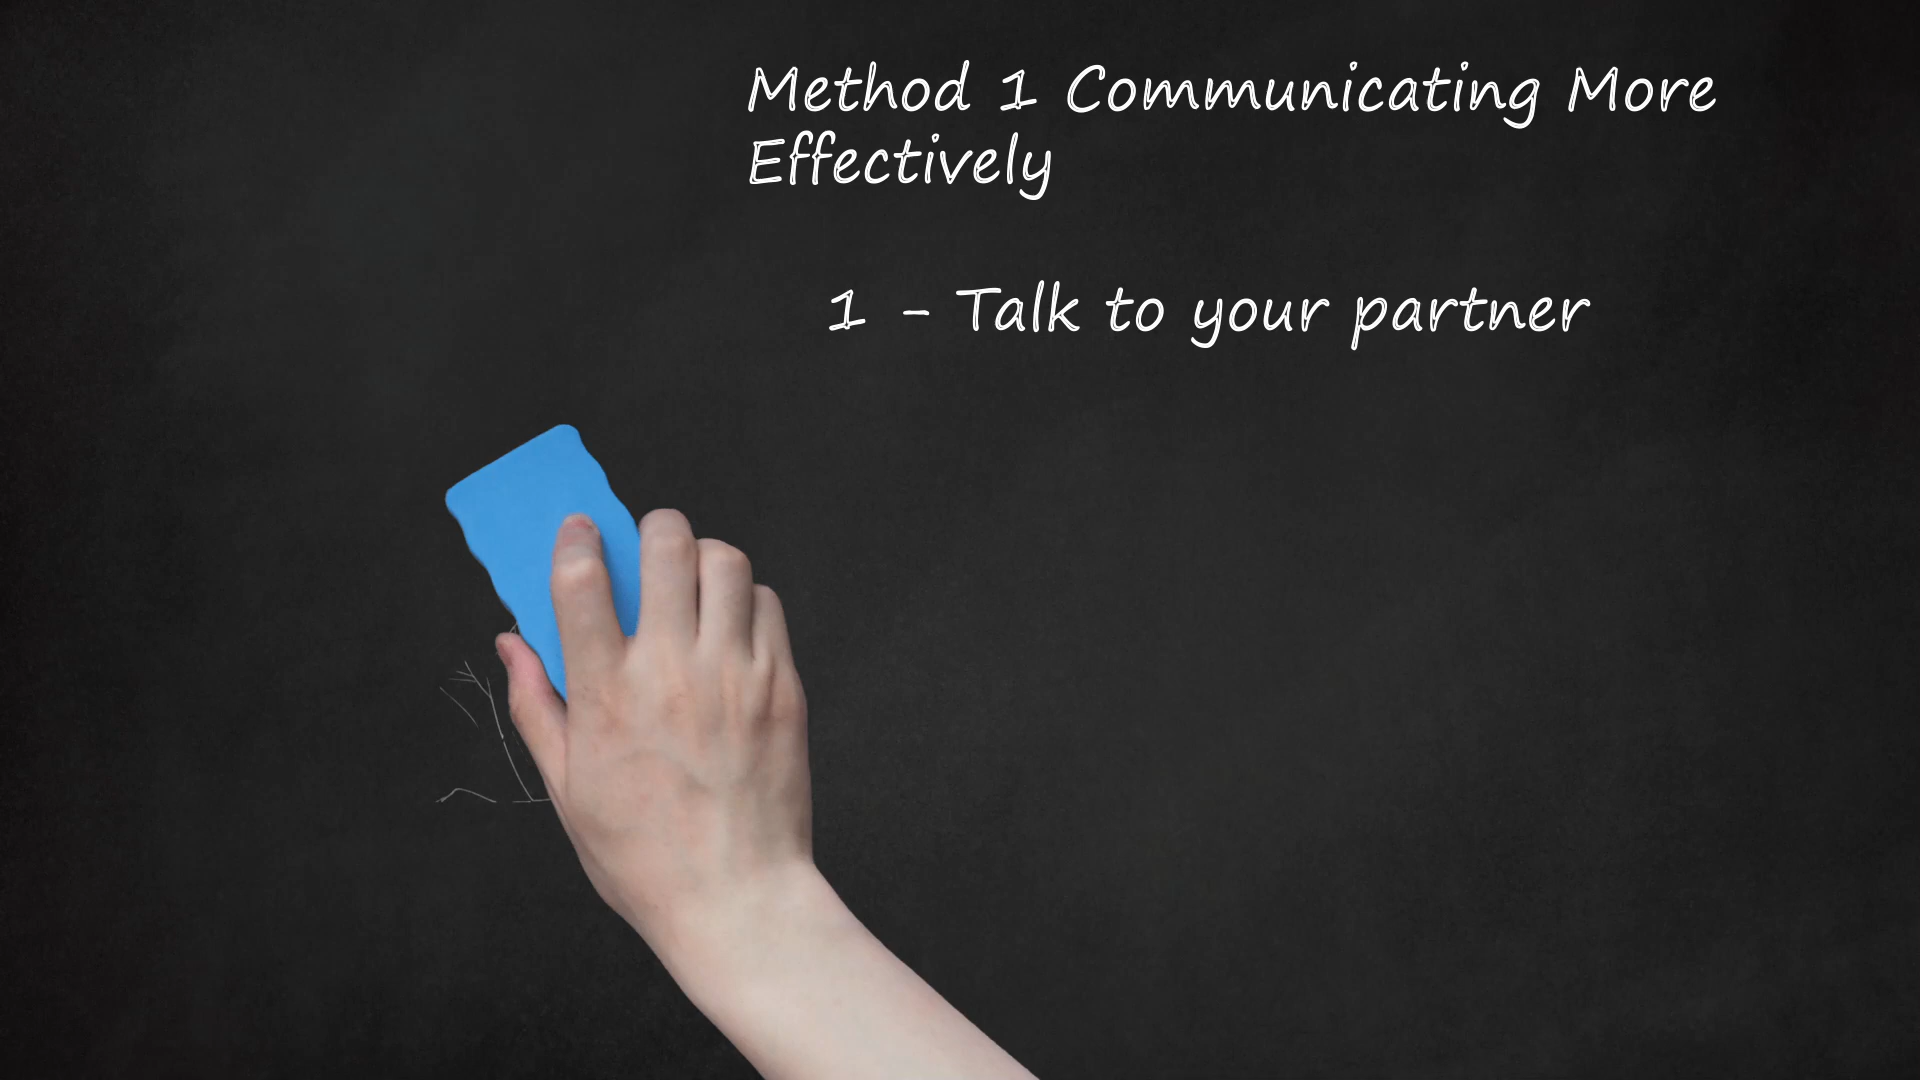 Method 1 Communicating More
Effectively
1 - Talk to your partner